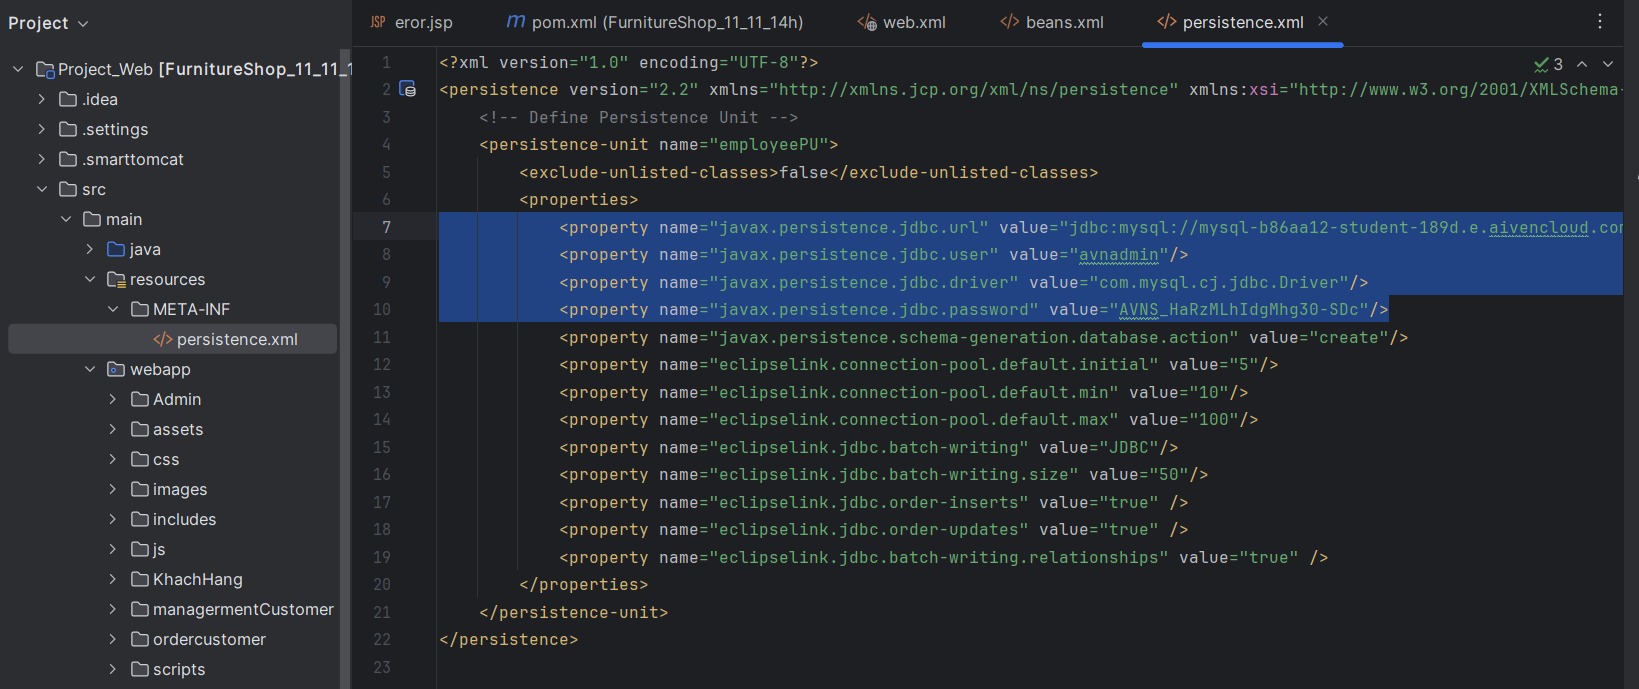 Project
JSP eror.jsp
m pom.xml (FurnitureShop_11_11_14h)
web.xml
beans.xml
persistence.xml
Project_Web [FurnitureShop_11_11_1
.idea
.settings
.smarttomcat
src
main
java
resources
META-INF
persistence.xml
webapp
Admin
assets
css
images
includes
js
KhachHang
managermentCustomer
ordercustomer
scripts
3
1 <?xml version="1.0" encoding="UTF-8"?>
2 <persistence version="2.2" xmlns="http://xmlns.jcp.org/xml/ns/persistence" xmlns:xsi="http://www.w3.org/2001/XMLSchema-
3 <!-- Define Persistence Unit -->
4 <persistence-unit name="employeePU">
5 <exclude-unlisted-classes>false</exclude-unlisted-classes>
6 <properties>
7 <property name="javax.persistence.jdbc.url" value="jdbc:mysql://mysql-b86aa12-student-189d.e.aivencloud.com
8 <property name="javax.persistence.jdbc.user" value="avnadmin"/>
9 <property name="javax.persistence.jdbc.driver" value="com.mysql.cj.jdbc.Driver"/>
10 <property name="javax.persistence.jdbc.password" value="AVNS_HaRzMLhIdgMhg30-SDc"/>
11 <property name="javax.persistence.schema-generation.database.action" value="create"/>
12 <property name="eclipselink.connection-pool.default.initial" value="5"/>
13 <property name="eclipselink.connection-pool.default.min" value="10"/>
14 <property name="eclipselink.connection-pool.default.max" value="100"/>
15 <property name="eclipselink.jdbc.batch-writing" value="JDBC"/>
16 <property name="eclipselink.jdbc.batch-writing.size" value="50"/>
17 <property name="eclipselink.jdbc.order-inserts" value="true" />
18 <property name="eclipselink.jdbc.order-updates" value="true" />
19 <property name="eclipselink.jdbc.batch-writing.relationships" value="true" />
20 </properties>
21 </persistence-unit>
22 </persistence>
23